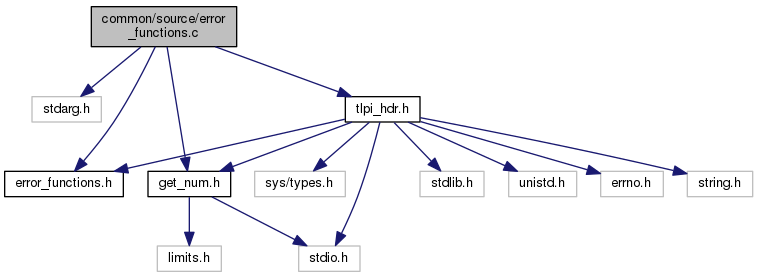 common/source/error
_functions.c
stdarg.h
tlpi_hdr.h
error_functions.h
get_num.h
sys/types.h
stdlib.h
unistd.h
errno.h
string.h
limits.h
stdio.h